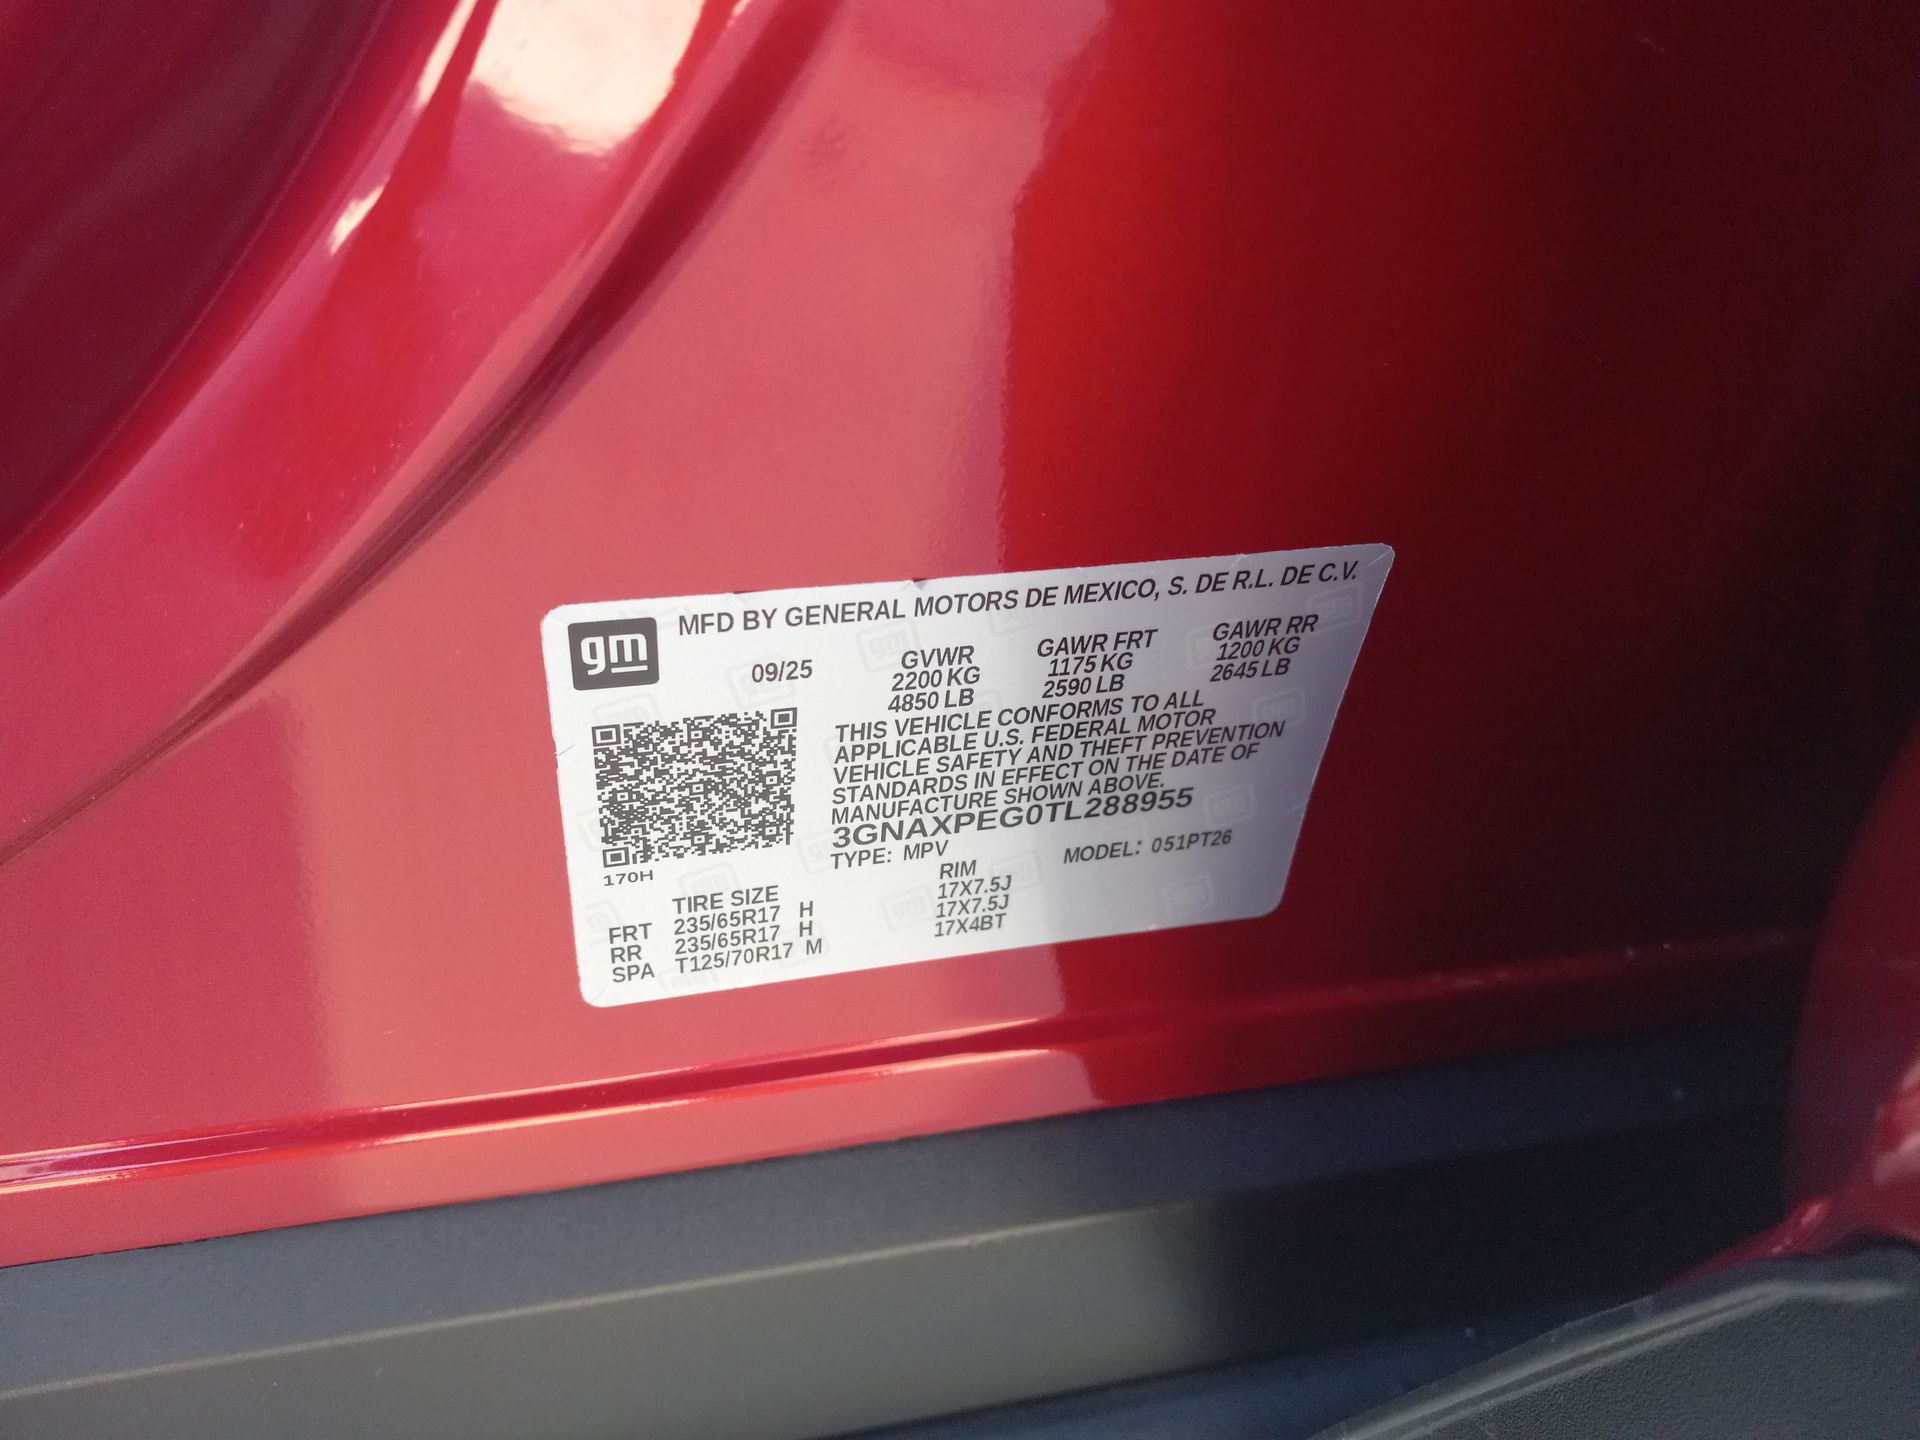 MFD BY GENERAL MOTORS DE MEXICO, S. DE R.L. DE C.V.
gm
09/25
GVWR GAWR FRT GAWR RR
2200 KG 1175 KG 1200 KG
4850 LB 2590 LB 2645 LB
THIS VEHICLE CONFORMS TO ALL
APPLICABLE U.S. FEDERAL MOTOR
VEHICLE SAFETY AND THEFT PREVENTION
STANDARDS IN EFFECT ON THE DATE OF
MANUFACTURE SHOWN ABOVE.
3GNAXPEG0TL288955
TYPE: MPV MODEL: 051PT26
170H
TIRE SIZE RIM
FRT 235/65R17 H 17X7.5J
RR 235/65R17 H 17X7.5J
SPA T125/70R17 M 17X4BT